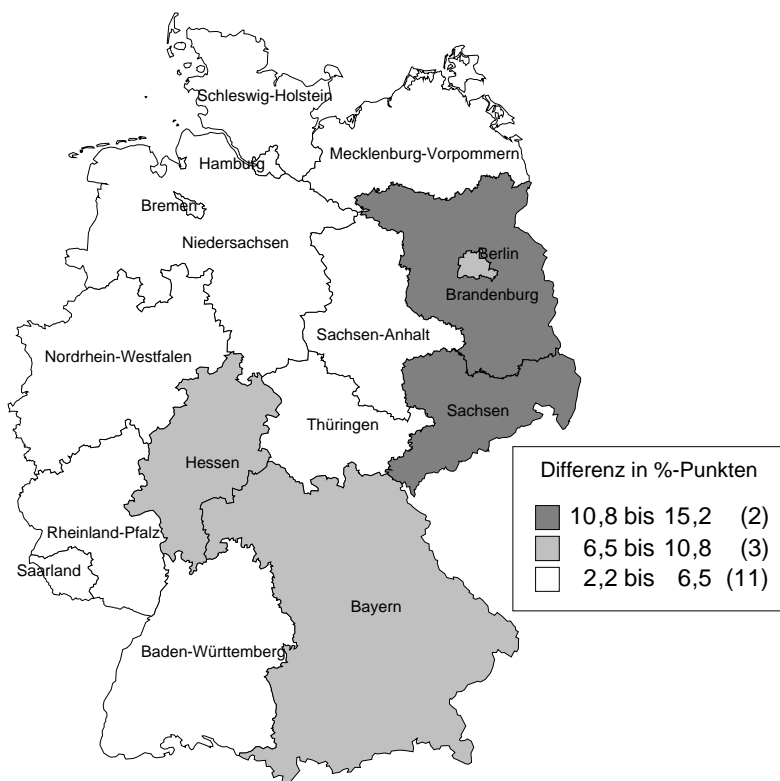 Schleswig-Holstein
Mecklenburg-Vorpommern
Hamburg
Bremen
Niedersachsen
Berlin
Brandenburg
Sachsen-Anhalt
Nordrhein-Westfalen
Sachsen
Thüringen
Hessen
Rheinland-Pfalz
Saarland
Bayern
Baden-Württemberg
Differenz in %-Punkten
10,8 bis 15,2 (2)
6,5 bis 10,8 (3)
2,2 bis 6,5 (11)